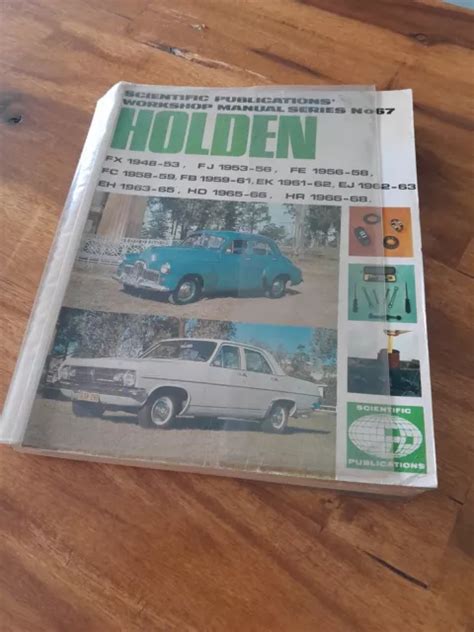 SCIENTIFIC PUBLICATIONS'
WORKSHOP MANUAL SERIES No67
HOLDEN
FX 1948-53, FJ 1953-56, FE 1956-58,
FC 1958-59, FB 1959-61, EK 1961-62, EJ 1962-63
EH 1963-65, HD 1965-66, HR 1966-68.
SCIENTIFIC
PUBLICATIONS